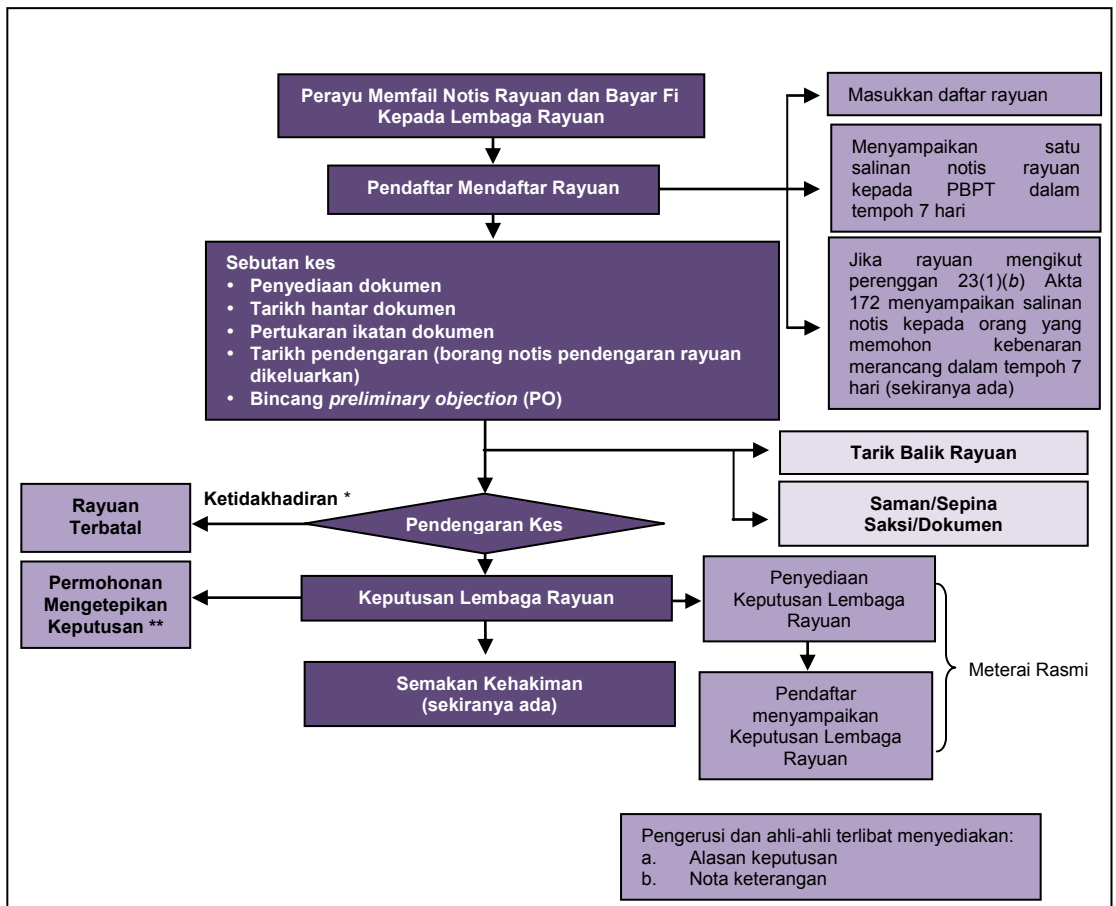 Perayu Memfail Notis Rayuan dan Bayar Fi
Kepada Lembaga Rayuan
Pendaftar Mendaftar Rayuan
Masukkan daftar rayuan
Menyampaikan satu
salinan notis rayuan
kepada PBPT dalam
tempoh 7 hari
Jika rayuan mengikut
perenggan 23(1)(b) Akta
172 menyampaikan salinan
notis kepada orang yang
memohon kebenaran
merancang dalam tempoh 7
hari (sekiranya ada)
Sebutan kes
• Penyediaan dokumen
• Tarikh hantar dokumen
• Pertukaran ikatan dokumen
• Tarikh pendengaran (borang notis pendengaran rayuan
dikeluarkan)
• Bincang preliminary objection (PO)
Tarik Balik Rayuan
Saman/Sepina
Saksi/Dokumen
Rayuan
Terbatal
Ketidakhadiran *
Pendengaran Kes
Permohonan
Mengetepikan
Keputusan **
Keputusan Lembaga Rayuan
Penyediaan
Keputusan Lembaga
Rayuan
Semakan Kehakiman
(sekiranya ada)
Pendaftar
menyampaikan
Keputusan Lembaga
Rayuan
Meterai Rasmi
Pengerusi dan ahli-ahli terlibat menyediakan:
a. Alasan keputusan
b. Nota keterangan